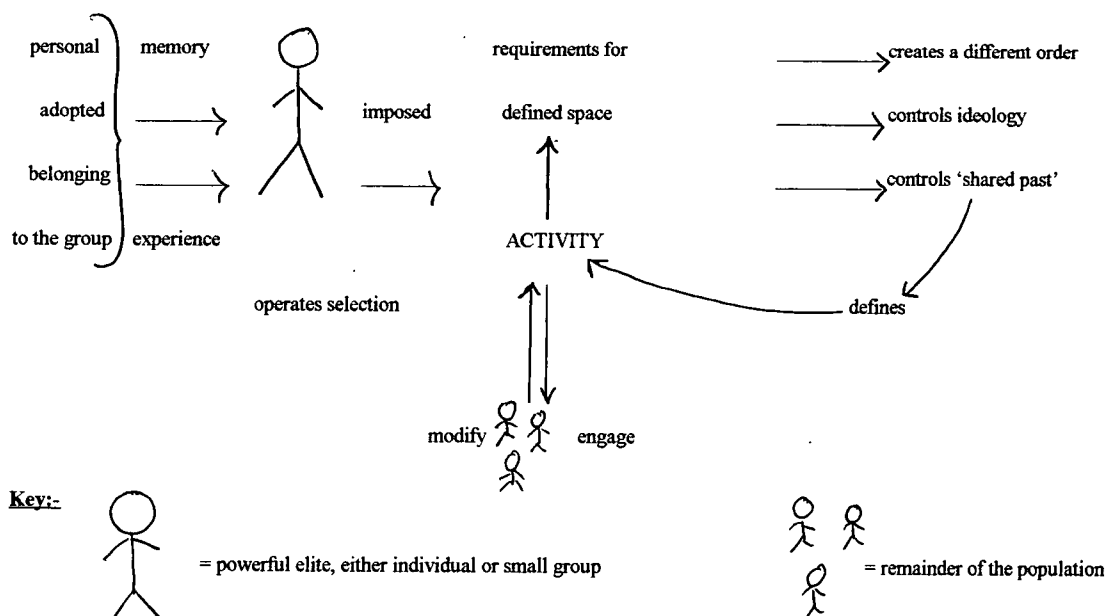 personal memory requirements for creates a different order
adopted imposed defined space controls ideology
belonging controls ‘shared past’
to the group experience ACTIVITY
operates selection defines
modify engage
Key:-
= powerful elite, either individual or small group = remainder of the population